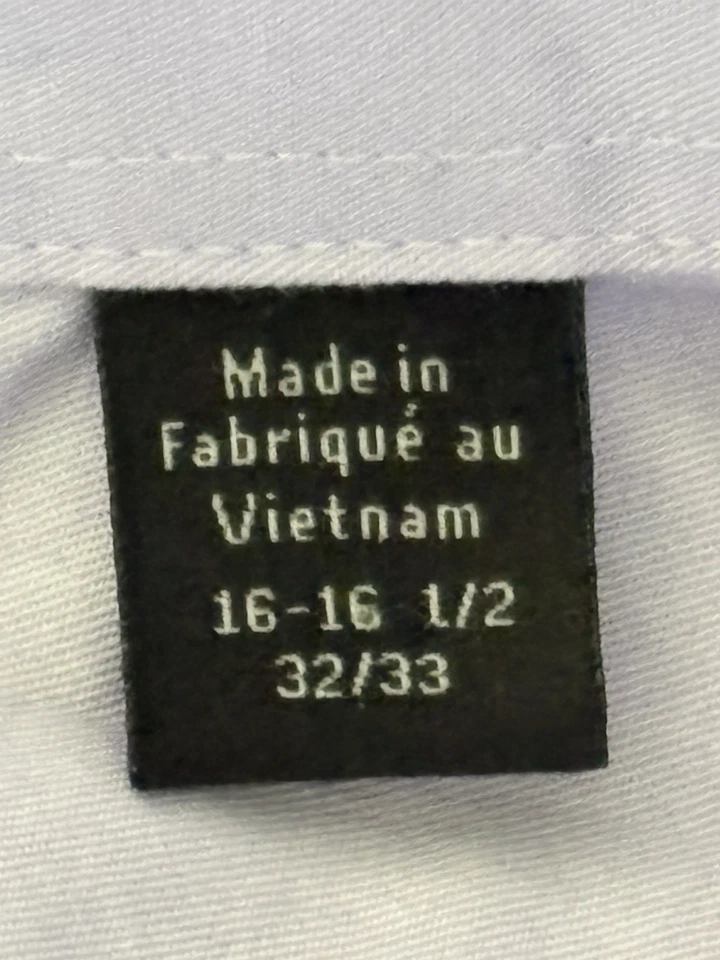 Made in
Fabriqué au
Vietnam
16-16 1/2
32/33